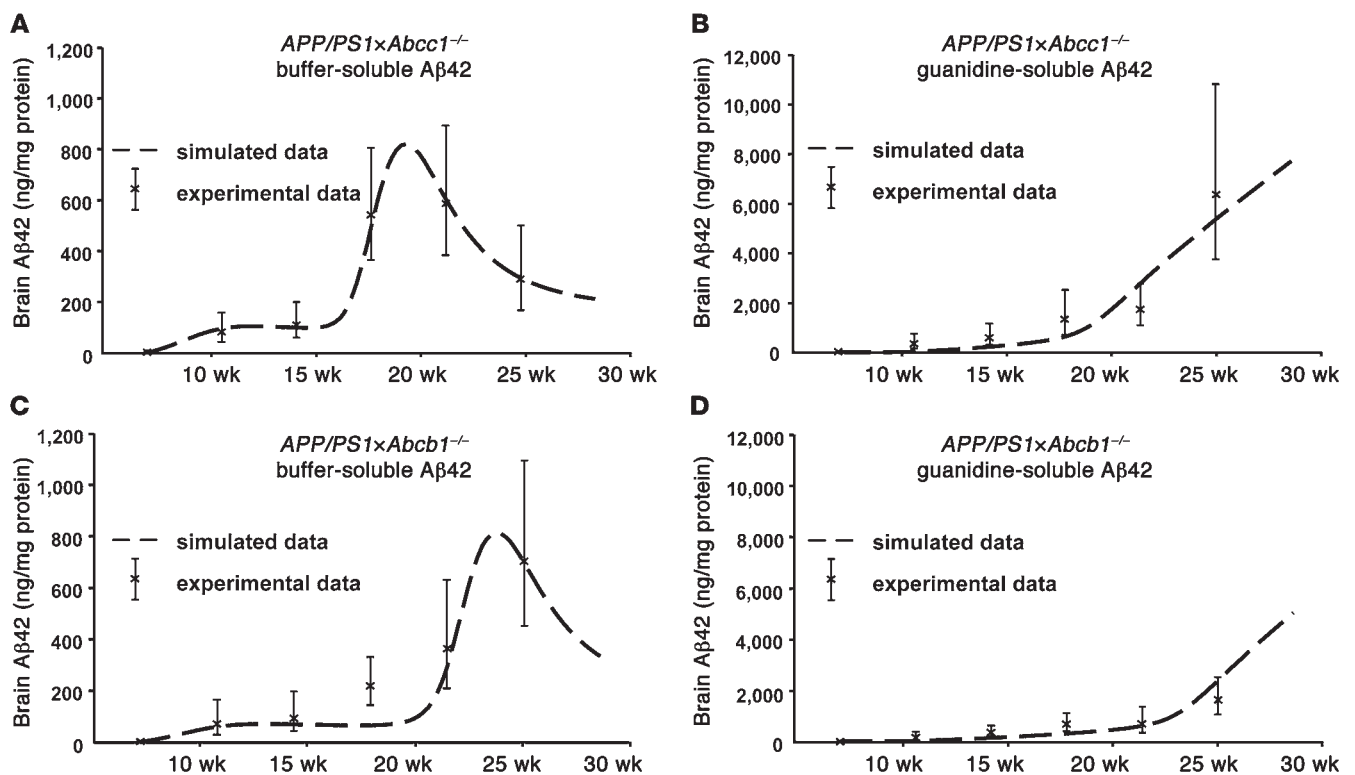 A
APP/PS1×Abcc1⁻/⁻
buffer-soluble Aβ42
Brain Aβ42 (ng/mg protein)
1,200
1,000
800
600
400
200
0
simulated data
experimental data
10 wk
15 wk
20 wk
25 wk
30 wk
B
APP/PS1×Abcc1⁻/⁻
guanidine-soluble Aβ42
Brain Aβ42 (ng/mg protein)
12,000
10,000
8,000
6,000
4,000
2,000
0
simulated data
experimental data
10 wk
15 wk
20 wk
25 wk
30 wk
C
APP/PS1×Abcb1⁻/⁻
buffer-soluble Aβ42
Brain Aβ42 (ng/mg protein)
1,200
1,000
800
600
400
200
0
simulated data
experimental data
10 wk
15 wk
20 wk
25 wk
30 wk
D
APP/PS1×Abcb1⁻/⁻
guanidine-soluble Aβ42
Brain Aβ42 (ng/mg protein)
12,000
10,000
8,000
6,000
4,000
2,000
0
simulated data
experimental data
10 wk
15 wk
20 wk
25 wk
30 wk